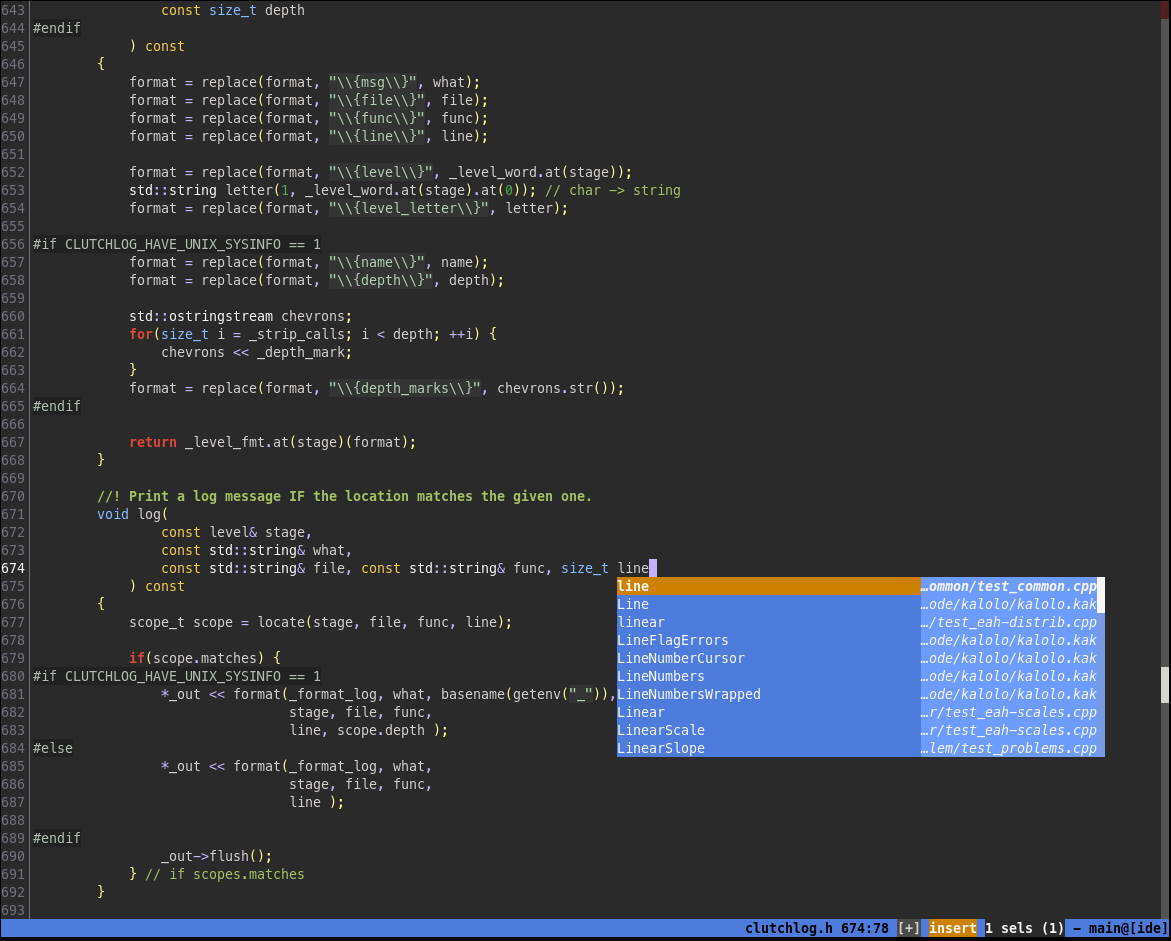 643                 const size_t depth
644 #endif
645             ) const
646         {
647             format = replace(format, "\\{msg\\}", what);
648             format = replace(format, "\\{file\\}", file);
649             format = replace(format, "\\{func\\}", func);
650             format = replace(format, "\\{line\\}", line);
651
652             format = replace(format, "\\{level\\}", _level_word.at(stage));
653             std::string letter(1, _level_word.at(stage).at(0)); // char -> string
654             format = replace(format, "\\{level_letter\\}", letter);
655
656 #if CLUTCHLOG_HAVE_UNIX_SYSINFO == 1
657             format = replace(format, "\\{name\\}", name);
658             format = replace(format, "\\{depth\\}", depth);
659
660             std::ostringstream chevrons;
661             for(size_t i = _strip_calls; i < depth; ++i) {
662                 chevrons << _depth_mark;
663             }
664             format = replace(format, "\\{depth_marks\\}", chevrons.str());
665 #endif
666
667             return _level_fmt.at(stage)(format);
668         }
669
670         //! Print a log message IF the location matches the given one.
671         void log(
672                 const level& stage,
673                 const std::string& what,
674                 const std::string& file, const std::string& func, size_t line
675             ) const                                                          line                                  …ommon/test_common.cpp
676         {                                                                    Line                                  …ode/kalolo/kalolo.kak
677             scope_t scope = locate(stage, file, func, line);                 linear                                …/test_eah-distrib.cpp
678                                                                              LineFlagErrors                        …ode/kalolo/kalolo.kak
679             if(scope.matches) {                                              LineNumberCursor                      …ode/kalolo/kalolo.kak
680 #if CLUTCHLOG_HAVE_UNIX_SYSINFO == 1                                         LineNumbers                           …ode/kalolo/kalolo.kak
681                 *_out << format(_format_log, what, basename(getenv("_")),    LineNumbersWrapped                    …ode/kalolo/kalolo.kak
682                                 stage, file, func,                           Linear                                …r/test_eah-scales.cpp
683                                 line, scope.depth );                         LinearScale                           …r/test_eah-scales.cpp
684 #else                                                                        LinearSlope                           …lem/test_problems.cpp
685                 *_out << format(_format_log, what,
686                                 stage, file, func,
687                                 line );
688
689 #endif
690                 _out->flush();
691             } // if scopes.matches
692         }
693
clutchlog.h 674:78 [+] insert 1 sels (1) - main@[ide]